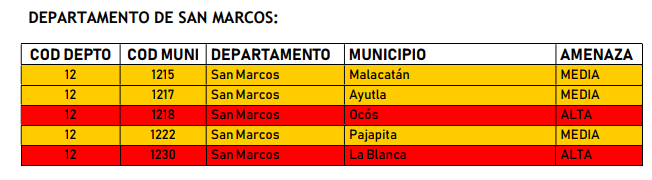 DEPARTAMENTO DE SAN MARCOS:
COD DEPTO COD MUNI DEPARTAMENTO MUNICIPIO AMENAZA
12 1215 San Marcos Malacatán MEDIA
12 1217 San Marcos Ayutla MEDIA
12 1218 San Marcos Ocós ALTA
12 1222 San Marcos Pajapita MEDIA
12 1230 San Marcos La Blanca ALTA